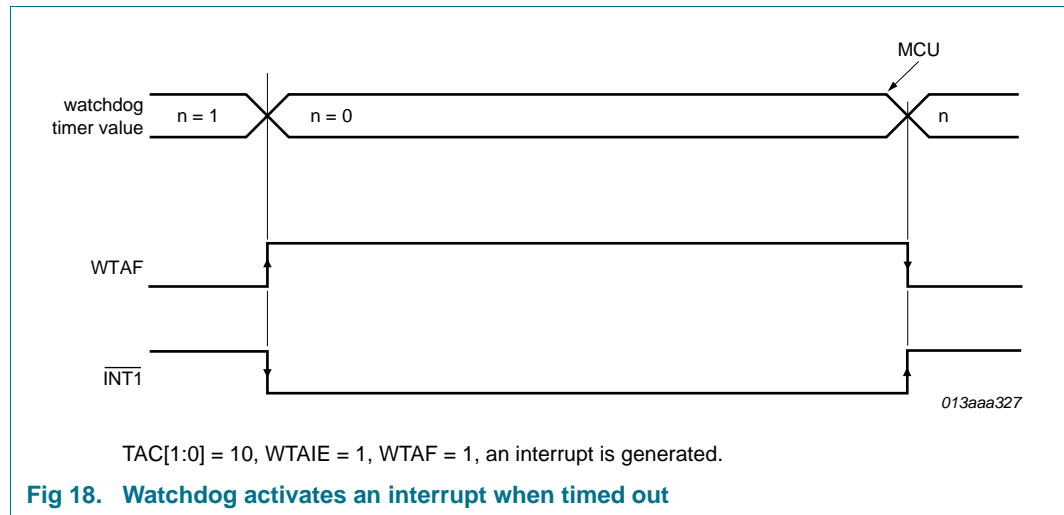 MCU
watchdog
timer value
n = 1
n = 0
n
WTAF
INT1
013aaa327
TAC[1:0] = 10, WTAIE = 1, WTAF = 1, an interrupt is generated.
Fig 18. Watchdog activates an interrupt when timed out